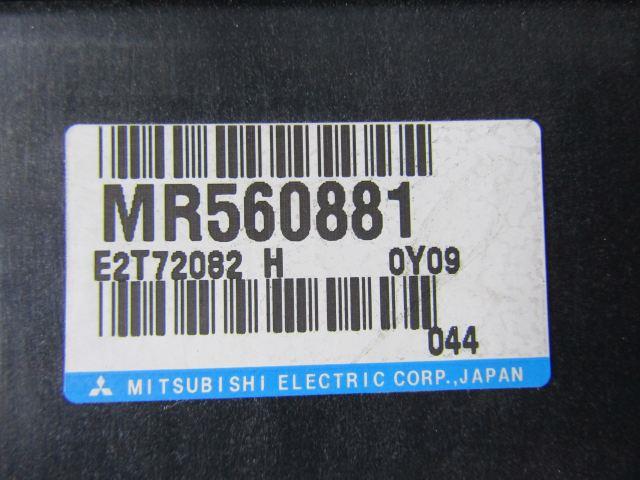 MR560881
E2T72082 H 0Y09
044
MITSUBISHI ELECTRIC CORP.,JAPAN